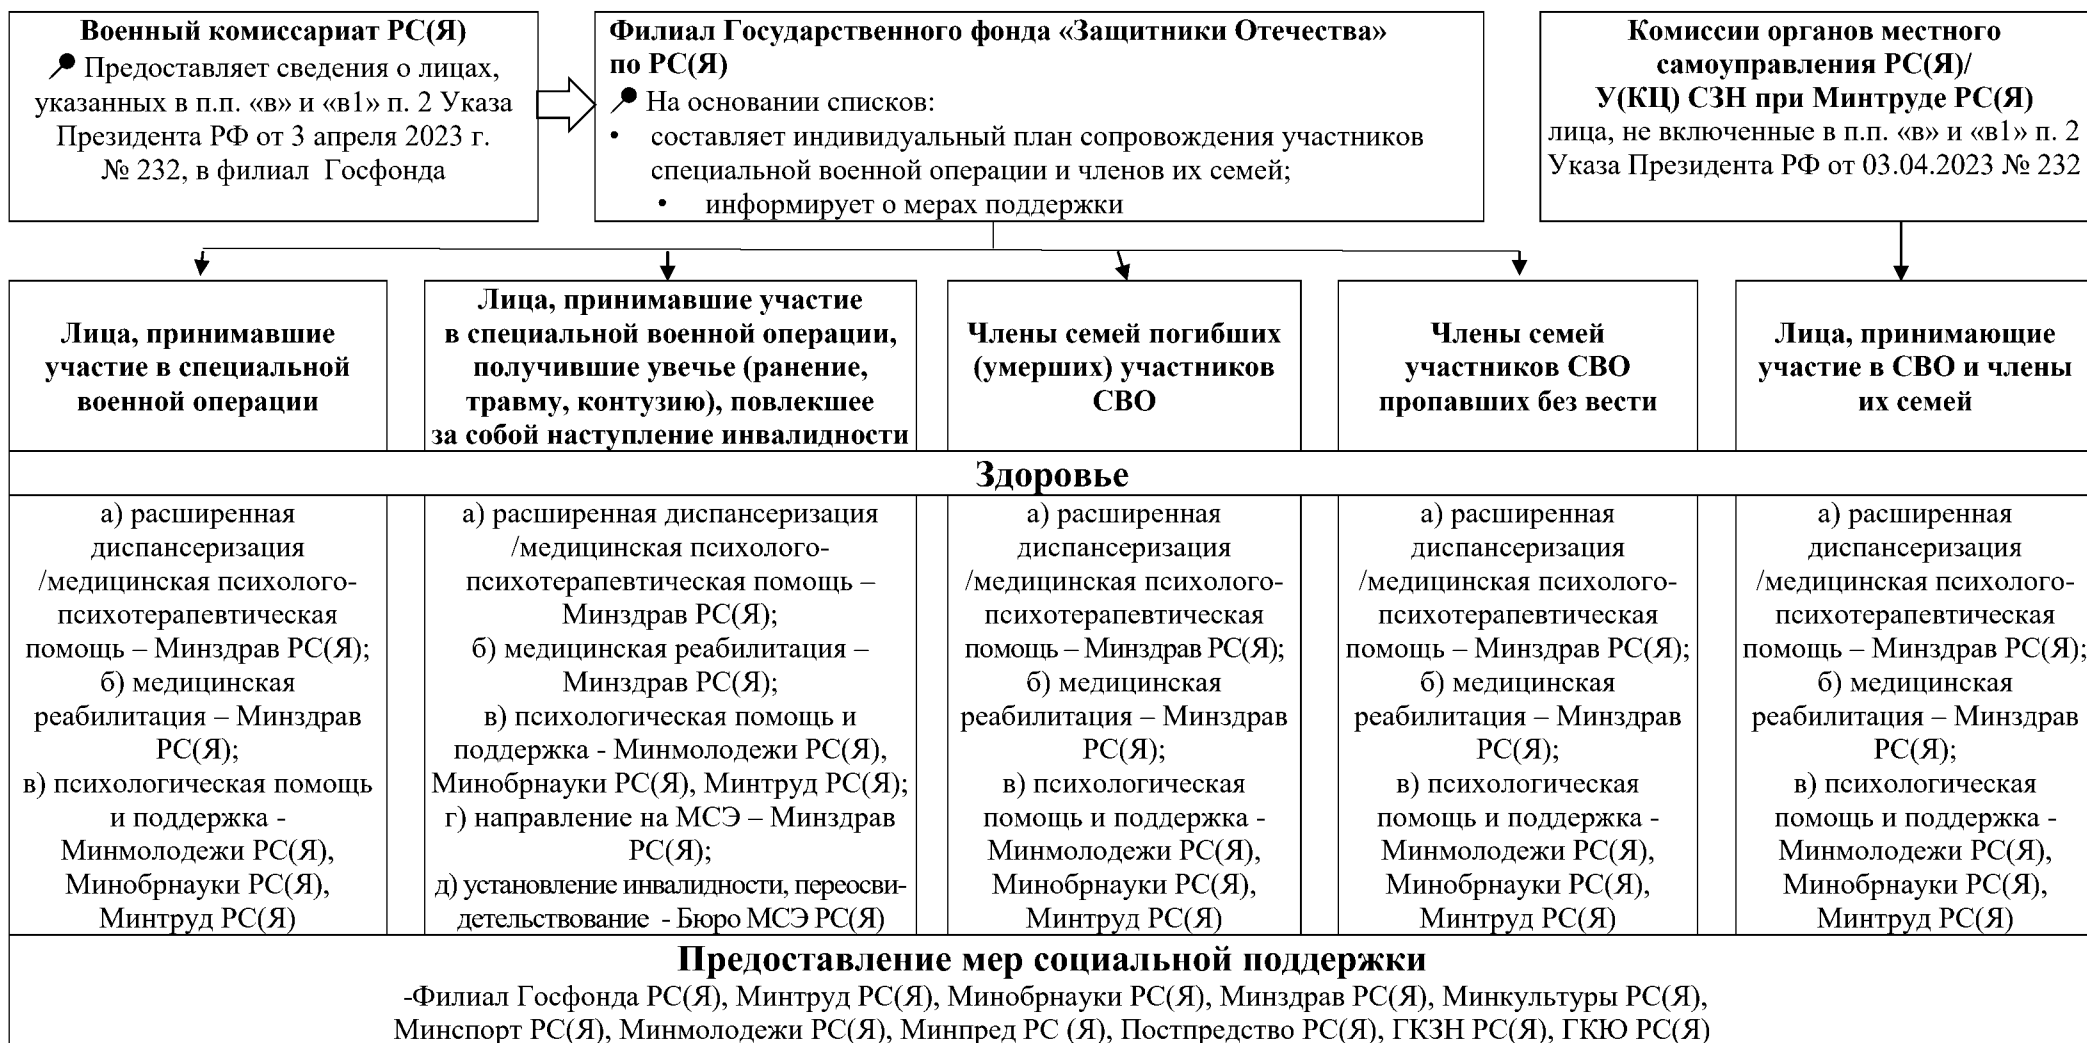 Военный комиссариат РС(Я)
Предоставляет сведения о лицах,
указанных в п.п. «в» и «в1» п. 2 Указа
Президента РФ от 3 апреля 2023 г.
№ 232, в филиал Госфонда
Филиал Государственного фонда «Защитники Отечества»
по РС(Я)
На основании списков:
• составляет индивидуальный план сопровождения участников
специальной военной операции и членов их семей;
• информирует о мерах поддержки
Комиссии органов местного
самоуправления РС(Я)/
У(КЦ) СЗН при Минтруде РС(Я)
лица, не включенные в п.п. «в» и «в1» п. 2
Указа Президента РФ от 03.04.2023 № 232
Лица, принимавшие
участие в специальной
военной операции
Лица, принимавшие участие
в специальной военной операции,
получившие увечье (ранение,
травму, контузию), повлекшее
за собой наступление инвалидности
Члены семей погибших
(умерших) участников
СВО
Члены семей
участников СВО
пропавших без вести
Лица, принимающие
участие в СВО и члены
их семей
Здоровье
а) расширенная
диспансеризация
/медицинская психолого-
психотерапевтическая
помощь – Минздрав РС(Я);
б) медицинская
реабилитация – Минздрав
РС(Я);
в) психологическая помощь
и поддержка -
Минмолодежи РС(Я),
Минобрнауки РС(Я),
Минтруд РС(Я)
а) расширенная диспансеризация
/медицинская психолого-
психотерапевтическая помощь –
Минздрав РС(Я);
б) медицинская реабилитация –
Минздрав РС(Я);
в) психологическая помощь и
поддержка - Минмолодежи РС(Я),
Минобрнауки РС(Я), Минтруд РС(Я);
г) направление на МСЭ – Минздрав
РС(Я);
д) установление инвалидности, переосви-
детельствование - Бюро МСЭ РС(Я)
а) расширенная
диспансеризация
/медицинская психолого-
психотерапевтическая
помощь – Минздрав РС(Я);
б) медицинская
реабилитация – Минздрав
РС(Я);
в) психологическая
помощь и поддержка -
Минмолодежи РС(Я),
Минобрнауки РС(Я),
Минтруд РС(Я)
а) расширенная
диспансеризация
/медицинская психолого-
психотерапевтическая
помощь – Минздрав РС(Я);
б) медицинская
реабилитация – Минздрав
РС(Я);
в) психологическая
помощь и поддержка -
Минмолодежи РС(Я),
Минобрнауки РС(Я),
Минтруд РС(Я)
а) расширенная
диспансеризация
/медицинская психолого-
психотерапевтическая
помощь – Минздрав РС(Я);
б) медицинская
реабилитация – Минздрав
РС(Я);
в) психологическая
помощь и поддержка -
Минмолодежи РС(Я),
Минобрнауки РС(Я),
Минтруд РС(Я)
Предоставление мер социальной поддержки
-Филиал Госфонда РС(Я), Минтруд РС(Я), Минобрнауки РС(Я), Минздрав РС(Я), Минкультуры РС(Я),
Минспорт РС(Я), Минмолодежи РС(Я), Минпред РС (Я), Постпредство РС(Я), ГКЗН РС(Я), ГКЮ РС(Я)